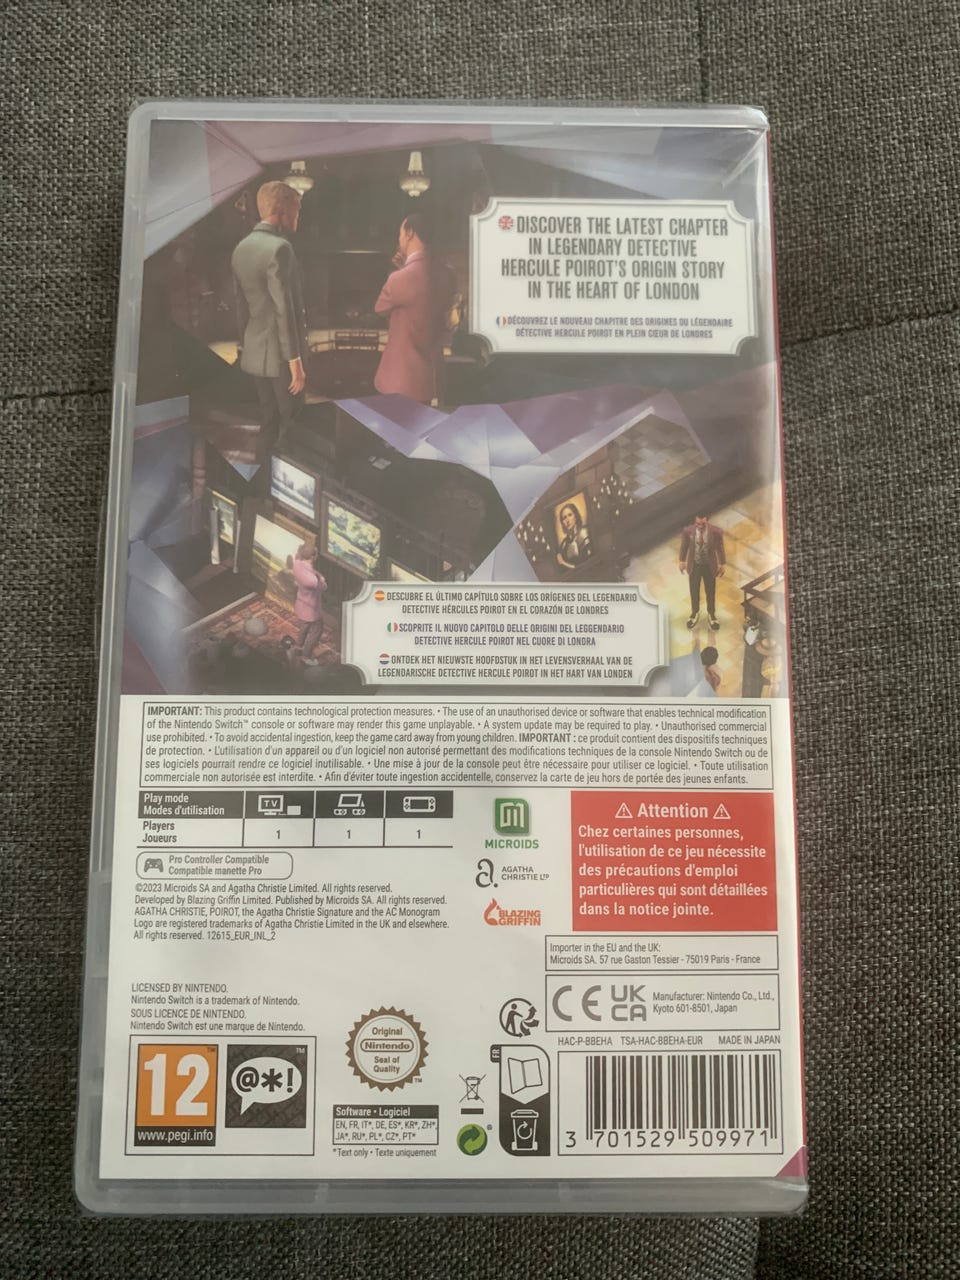 DISCOVER THE LATEST CHAPTER
IN LEGENDARY DETECTIVE
HERCULE POIROT'S ORIGIN STORY
IN THE HEART OF LONDON
DÉCOUVREZ LE NOUVEAU CHAPITRE DES ORIGINES DU LÉGENDAIRE
DÉTECTIVE HERCULE POIROT EN PLEIN CŒUR DE LONDRES
DESCUBRE EL ÚLTIMO CAPÍTULO SOBRE LOS ORÍGENES DEL LEGENDARIO
DETECTIVE HÉRCULES POIROT EN EL CORAZÓN DE LONDRES
SCOPRITE IL NUOVO CAPITOLO DELLE ORIGINI DEL LEGGENDARIO
DETECTIVE HERCULE POIROT NEL CUORE DI LONDRA
ONTDEK HET NIEUWSTE HOOFDSTUK IN HET LEVENSVERHAAL VAN DE
LEGENDARISCHE DETECTIVE HERCULE POIROT IN HET HART VAN LONDEN
IMPORTANT: This product contains technological protection measures. • The use of an unauthorised device or software that enables technical modification
of the Nintendo Switch™ console or software may render this game unplayable. • A system update may be required to play. • Unauthorised commercial
use prohibited. • To avoid accidental ingestion, keep the game card away from young children. IMPORTANT : ce produit contient des dispositifs techniques
de protection. • L'utilisation d'un appareil ou d'un logiciel non autorisé permettant des modifications techniques de la console Nintendo Switch ou de
ses logiciels pourrait rendre ce logiciel inutilisable. • Une mise à jour de la console peut être nécessaire pour utiliser ce logiciel. • Toute utilisation
commerciale non autorisée est interdite. • Afin d'éviter toute ingestion accidentelle, conservez la carte de jeu hors de portée des jeunes enfants.
Play mode
Modes d'utilisation
TV
Players
Joueurs
1 1 1
Pro Controller Compatible
Compatible manette Pro
©2023 Microids SA and Agatha Christie Limited. All rights reserved.
Developed by Blazing Griffin Limited. Published by Microids SA. All rights reserved.
AGATHA CHRISTIE, POIROT, the Agatha Christie Signature and the AC Monogram
Logo are registered trademarks of Agatha Christie Limited in the UK and elsewhere.
All rights reserved. 12615_EUR_INL_2
MICROIDS
AGATHA
CHRISTIE LTD
BLAZING
GRIFFIN
Attention
Chez certaines personnes,
l'utilisation de ce jeu nécessite
des précautions d'emploi
particulières qui sont détaillées
dans la notice jointe.
Importer in the EU and the UK:
Microids SA. 57 rue Gaston Tessier - 75019 Paris - France
LICENSED BY NINTENDO.
Nintendo Switch is a trademark of Nintendo.
SOUS LICENCE DE NINTENDO.
Nintendo Switch est une marque de Nintendo.
CE UK
CA
Manufacturer: Nintendo Co., Ltd.,
Kyoto 601-8501, Japan
HAC-P-BBEHA TSA-HAC-BBEHA-EUR MADE IN JAPAN
12 ™
www.pegi.info
@*! ™
Original
Nintendo
Seal of
Quality ™
Software • Logiciel
EN, FR, IT*, DE, ES*, KR*, ZH*,
JA*, RU*, PL*, CZ*, PT*
*Text only • Texte uniquement
FR
3 701529 509971